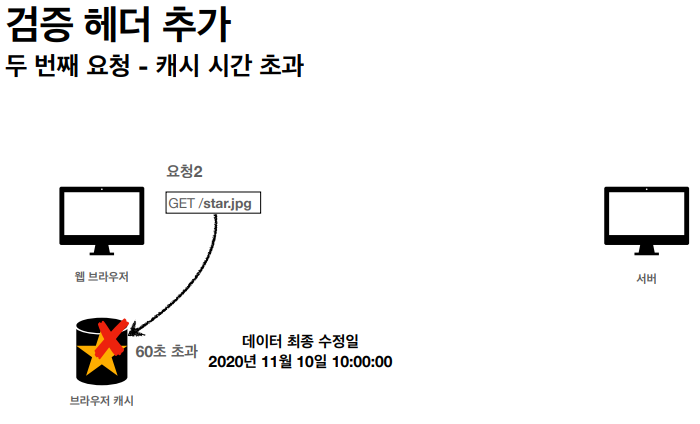 검증 헤더 추가
두 번째 요청 - 캐시 시간 초과
요청2
GET /star.jpg
웹 브라우저
서버
60초 초과
데이터 최종 수정일
2020년 11월 10일 10:00:00
브라우저 캐시